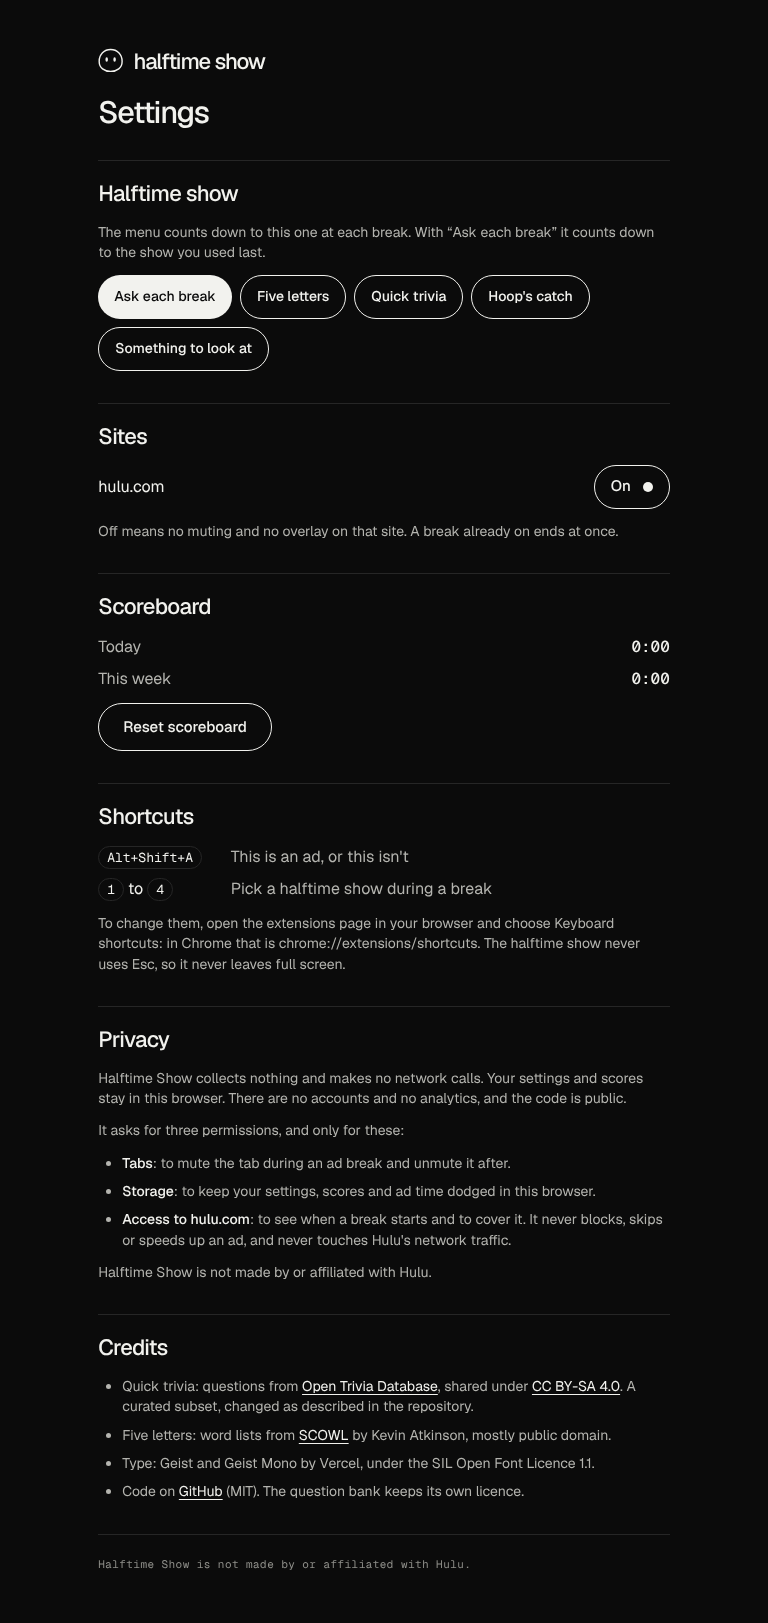 halftime show
Settings
Halftime show
The menu counts down to this one at each break. With “Ask each break” it counts down
to the show you used last.
Ask each break
Five letters
Quick trivia
Hoop's catch
Something to look at
Sites
hulu.com
On
Off means no muting and no overlay on that site. A break already on ends at once.
Scoreboard
Today 0:00
This week 0:00
Reset scoreboard
Shortcuts
Alt+Shift+A This is an ad, or this isn't
1 to 4 Pick a halftime show during a break
To change them, open the extensions page in your browser and choose Keyboard
shortcuts: in Chrome that is chrome://extensions/shortcuts. The halftime show never
uses Esc, so it never leaves full screen.
Privacy
Halftime Show collects nothing and makes no network calls. Your settings and scores
stay in this browser. There are no accounts and no analytics, and the code is public.
It asks for three permissions, and only for these:
Tabs: to mute the tab during an ad break and unmute it after.
Storage: to keep your settings, scores and ad time dodged in this browser.
Access to hulu.com: to see when a break starts and to cover it. It never blocks, skips
or speeds up an ad, and never touches Hulu's network traffic.
Halftime Show is not made by or affiliated with Hulu.
Credits
Quick trivia: questions from Open Trivia Database, shared under CC BY-SA 4.0. A
curated subset, changed as described in the repository.
Five letters: word lists from SCOWL by Kevin Atkinson, mostly public domain.
Type: Geist and Geist Mono by Vercel, under the SIL Open Font Licence 1.1.
Code on GitHub (MIT). The question bank keeps its own licence.
Halftime Show is not made by or affiliated with Hulu.